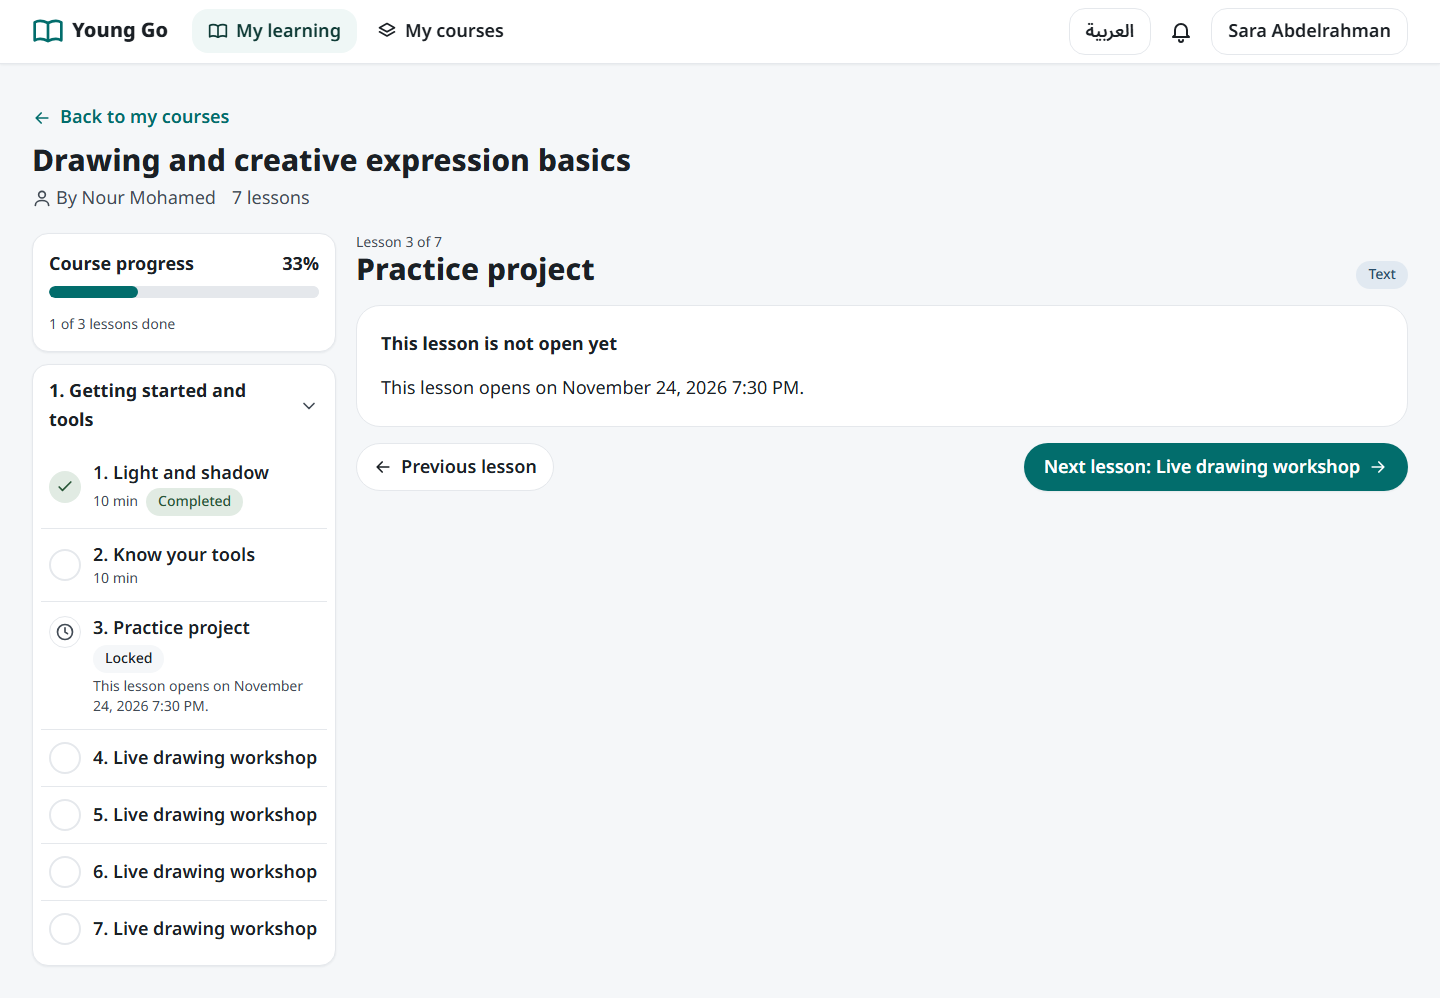 Young Go
My learning
My courses
العربية
Sara Abdelrahman
Back to my courses
Drawing and creative expression basics
By Nour Mohamed 7 lessons
Course progress 33%
1 of 3 lessons done
1. Getting started and
tools
1. Light and shadow
10 min Completed
2. Know your tools
10 min
3. Practice project
Locked
This lesson opens on November
24, 2026 7:30 PM.
4. Live drawing workshop
5. Live drawing workshop
6. Live drawing workshop
7. Live drawing workshop
Lesson 3 of 7
Practice project
Text
This lesson is not open yet
This lesson opens on November 24, 2026 7:30 PM.
Previous lesson
Next lesson: Live drawing workshop